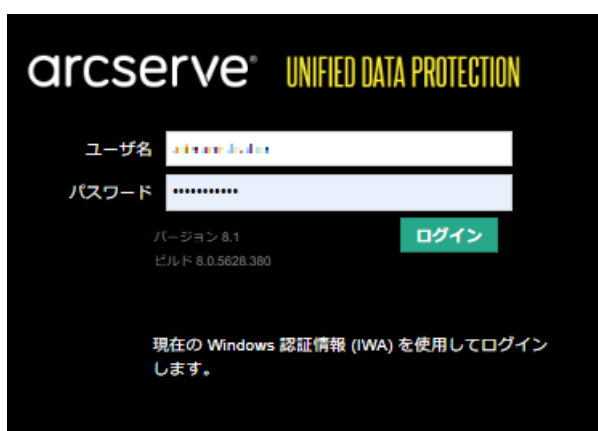 arcserve® UNIFIED DATA PROTECTION
ユーザ名
パスワード •••••••••••
バージョン 8.1
ログイン
ビルド 8.0.5628.380
現在の Windows 認証情報 (IWA) を使用してログイン
します。